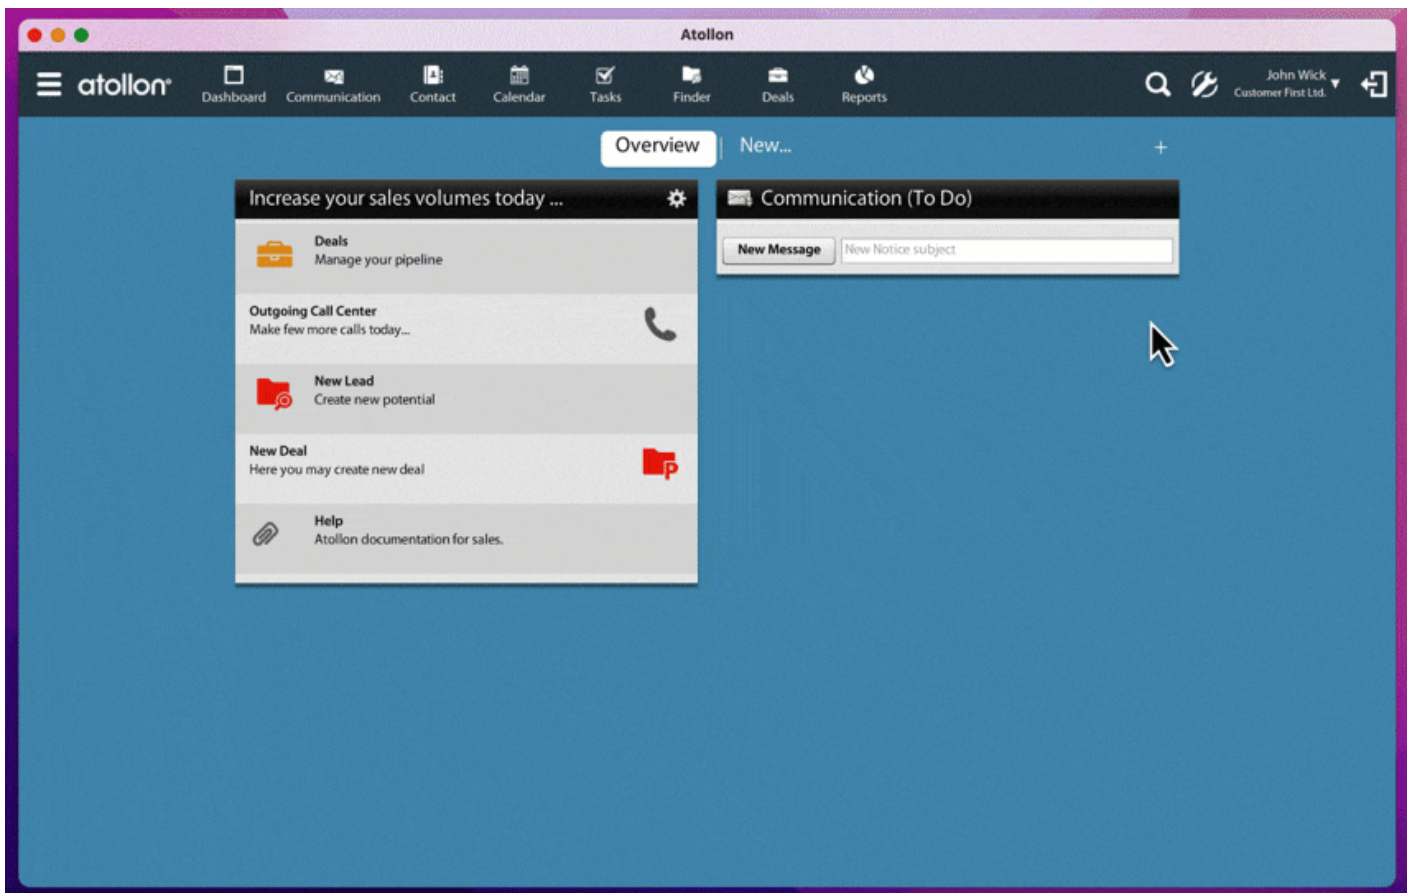 Atollon
atollon
Dashboard
Communication
Contact
Calendar
Tasks
Finder
Deals
Reports
John Wick
Customer First Ltd.
Overview
New...
+
Increase your sales volumes today ...
Deals
Manage your pipeline
Outgoing Call Center
Make few more calls today...
New Lead
Create new potential
New Deal
Here you may create new deal
P
Help
Atollon documentation for sales.
Communication (To Do)
New Message
New Notice subject